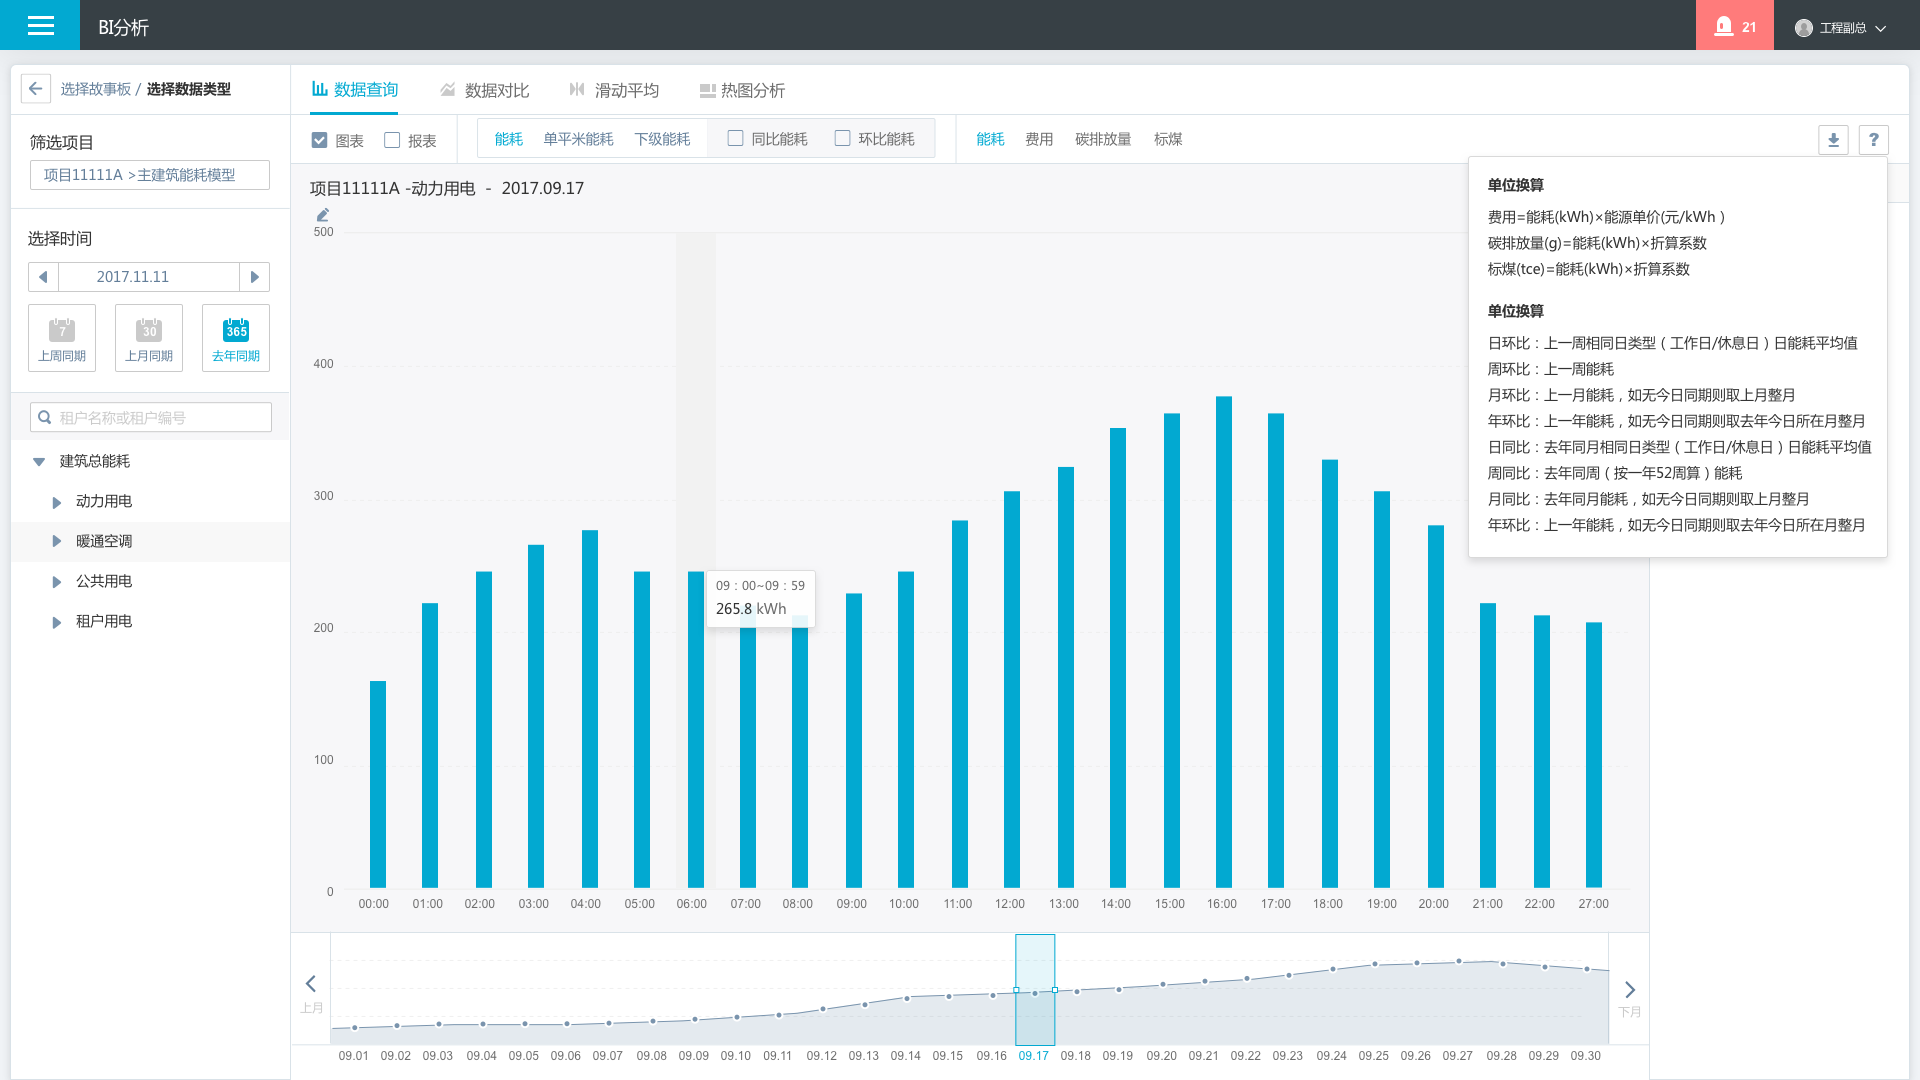 BI分析
21
工程副总
选择故事板 / 选择数据类型
数据查询
数据对比
滑动平均
热图分析
图表
报表
能耗
单平米能耗
下级能耗
同比能耗
环比能耗
能耗
费用
碳排放量
标煤
?
筛选项目
项目11111A >主建筑能耗模型
选择时间
2017.11.11
7
上周同期
30
上月同期
365
去年同期
租户名称或租户编号
建筑总能耗
动力用电
暖通空调
公共用电
租户用电
项目11111A -动力用电 - 2017.09.17
500
400
300
200
100
0
09 : 00~09 : 59
265.8 kWh
00:00 01:00 02:00 03:00 04:00 05:00 06:00 07:00 08:00 09:00 10:00 11:00 12:00 13:00 14:00 15:00 16:00 17:00 18:00 19:00 20:00 21:00 22:00 27:00
单位换算
费用=能耗(kWh)×能源单价(元/kWh )
碳排放量(g)=能耗(kWh)×折算系数
标煤(tce)=能耗(kWh)×折算系数
单位换算
日环比：上一周相同日类型（工作日/休息日）日能耗平均值
周环比：上一周能耗
月环比：上一月能耗，如无今日同期则取上月整月
年环比：上一年能耗，如无今日同期则取去年今日所在月整月
日同比：去年同月相同日类型（工作日/休息日）日能耗平均值
周同比：去年同周（按一年52周算）能耗
月同比：去年同月能耗，如无今日同期则取上月整月
年环比：上一年能耗，如无今日同期则取去年今日所在月整月
上月
下月
09.01 09.02 09.03 09.04 09.05 09.06 09.07 09.08 09.09 09.10 09.11 09.12 09.13 09.14 09.15 09.16 09.17 09.18 09.19 09.20 09.21 09.22 09.23 09.24 09.25 09.26 09.27 09.28 09.29 09.30